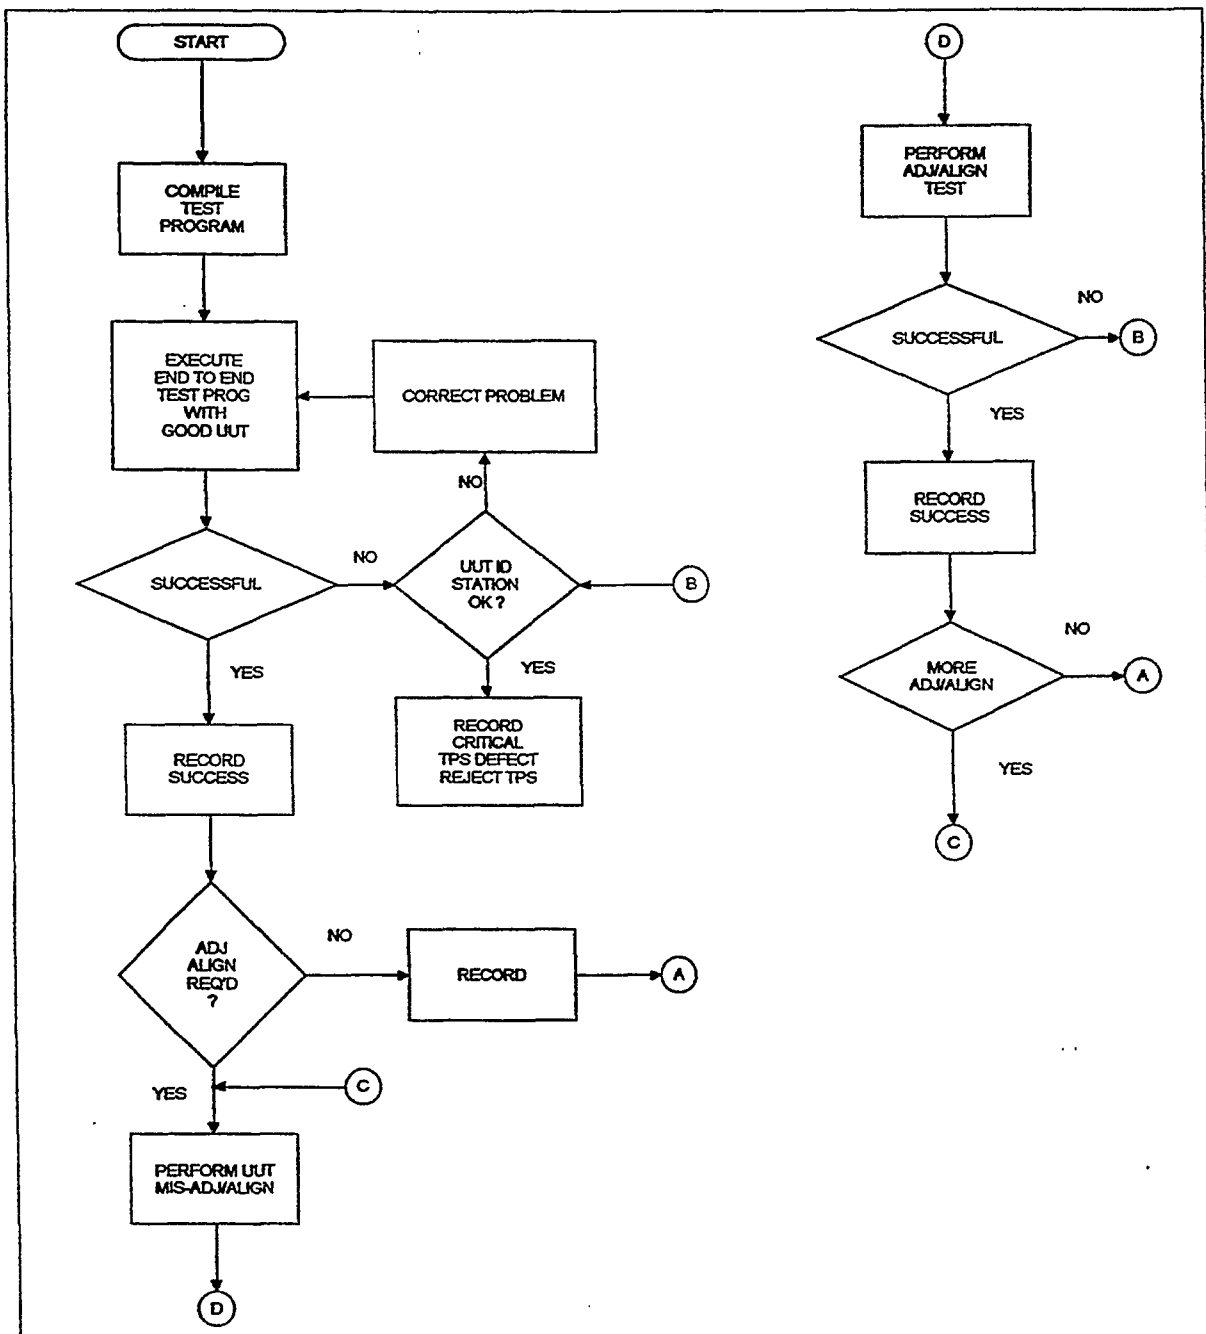 START
COMPILE
TEST
PROGRAM
EXECUTE
END TO END
TEST PROG
WITH
GOOD UUT
CORRECT PROBLEM
NO
SUCCESSFUL
NO
UUT ID
STATION
OK ?
B
YES
YES
RECORD
SUCCESS
RECORD
CRITICAL
TPS DEFECT
REJECT TPS
ADJ
ALIGN
REQ'D
?
NO
RECORD
A
YES
C
PERFORM UUT
MIS-ADJ/ALIGN
D
D
PERFORM
ADJ/ALIGN
TEST
SUCCESSFUL
NO
B
YES
RECORD
SUCCESS
MORE
ADJ/ALIGN
NO
A
YES
C